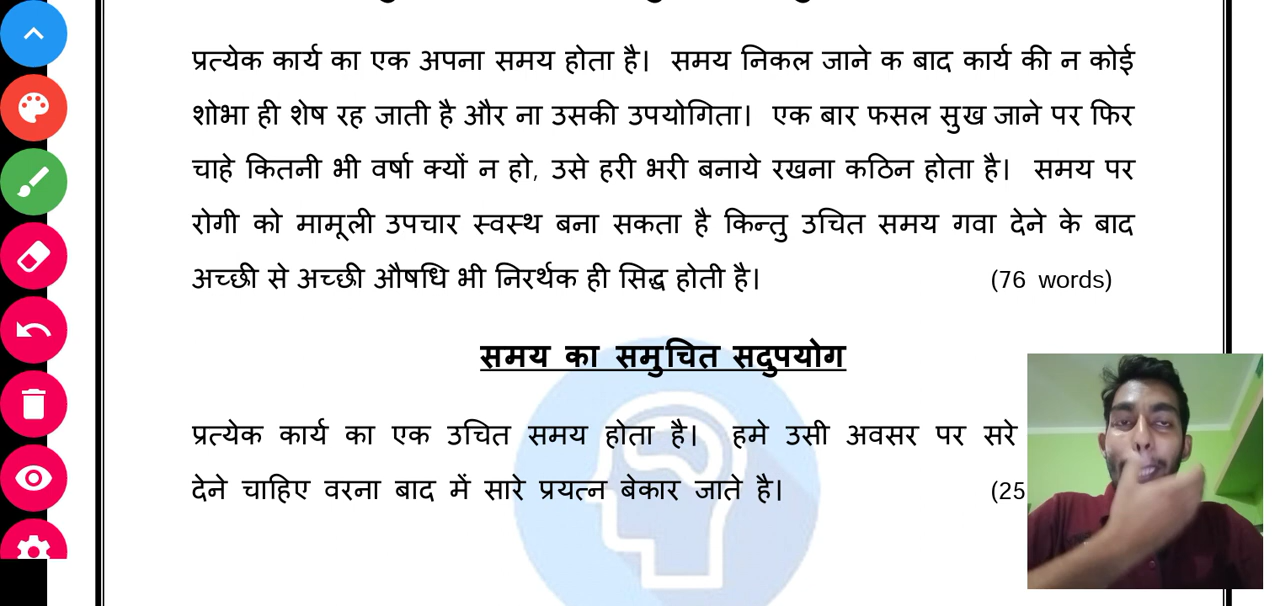 प्रत्येक कार्य का एक अपना समय होता है। समय निकल जाने क बाद कार्य की न कोई
शोभा ही शेष रह जाती है और ना उसकी उपयोगिता। एक बार फसल सुख जाने पर फिर
चाहे कितनी भी वर्षा क्यों न हो, उसे हरी भरी बनाये रखना कठिन होता है। समय पर
रोगी को मामूली उपचार स्वस्थ बना सकता है किन्तु उचित समय गवा देने के बाद
अच्छी से अच्छी औषधि भी निरर्थक ही सिद्ध होती है। (76 words)
समय का समुचित सदुपयोग
प्रत्येक कार्य का एक उचित समय होता है। हमे उसी अवसर पर सरे
देने चाहिए वरना बाद में सारे प्रयत्न बेकार जाते है। (25